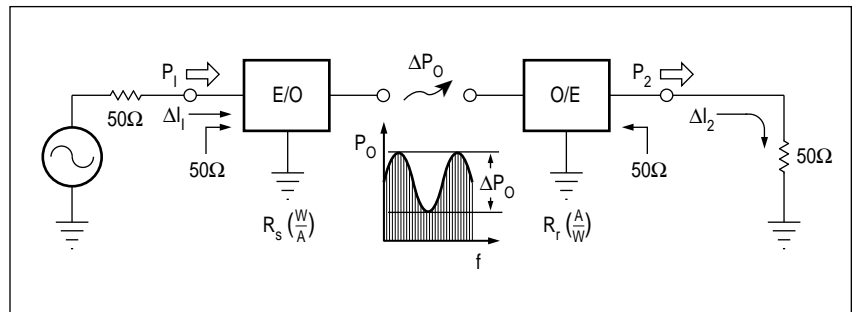 P₁
ΔPₒ
P₂
E/O
O/E
50Ω
ΔI₁
ΔI₂
50Ω
50Ω
50Ω
Pₒ
ΔPₒ
Rₛ (W/A)
f
Rᵣ (A/W)